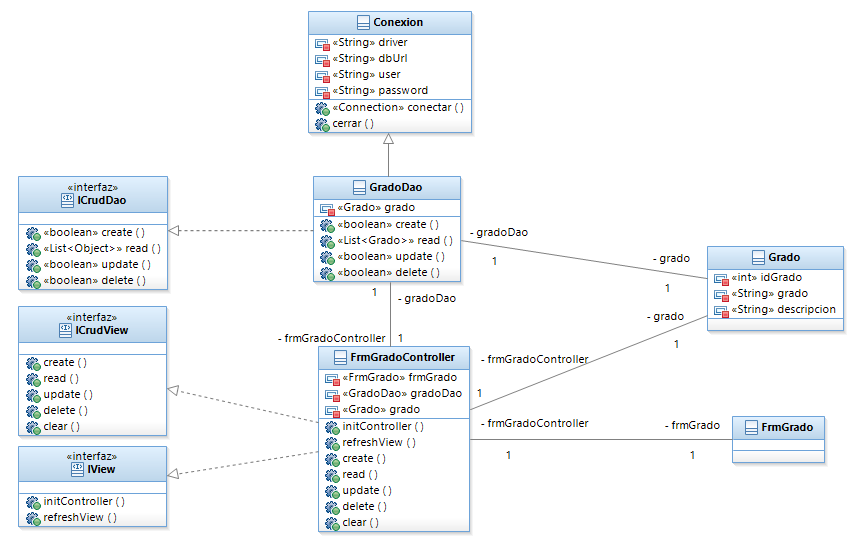 Conexion
«String» driver
«String» dbUrl
«String» user
«String» password
«Connection» conectar ( )
cerrar ( )
«interfaz»
ICrudDao
«boolean» create ( )
«List<Object>» read ( )
«boolean» update ( )
«boolean» delete ( )
GradoDao
«Grado» grado
«boolean» create ( )
«List<Grado>» read ( )
«boolean» update ( )
«boolean» delete ( )
- gradoDao
1
- grado
1
Grado
«int» idGrado
«String» grado
«String» descripcion
1
- gradoDao
- frmGradoController
1
- grado
1
- frmGradoController
1
«interfaz»
ICrudView
create ( )
read ( )
update ( )
delete ( )
clear ( )
FrmGradoController
«FrmGrado» frmGrado
«GradoDao» gradoDao
«Grado» grado
initController ( )
refreshView ( )
create ( )
read ( )
update ( )
delete ( )
clear ( )
- frmGradoController
1
- frmGrado
1
FrmGrado
«interfaz»
IView
initController ( )
refreshView ( )